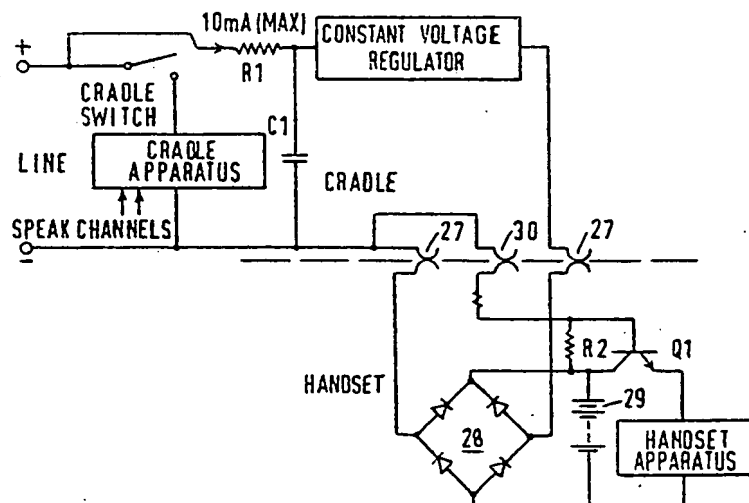 10mA (MAX)
CONSTANT VOLTAGE
REGULATOR
+
R1
CRADLE
SWITCH
C1
LINE
CRADLE
APPARATUS
CRADLE
SPEAK CHANNELS
-
27
30
27
R2
Q1
HANDSET
29
28
HANDSET
APPARATUS